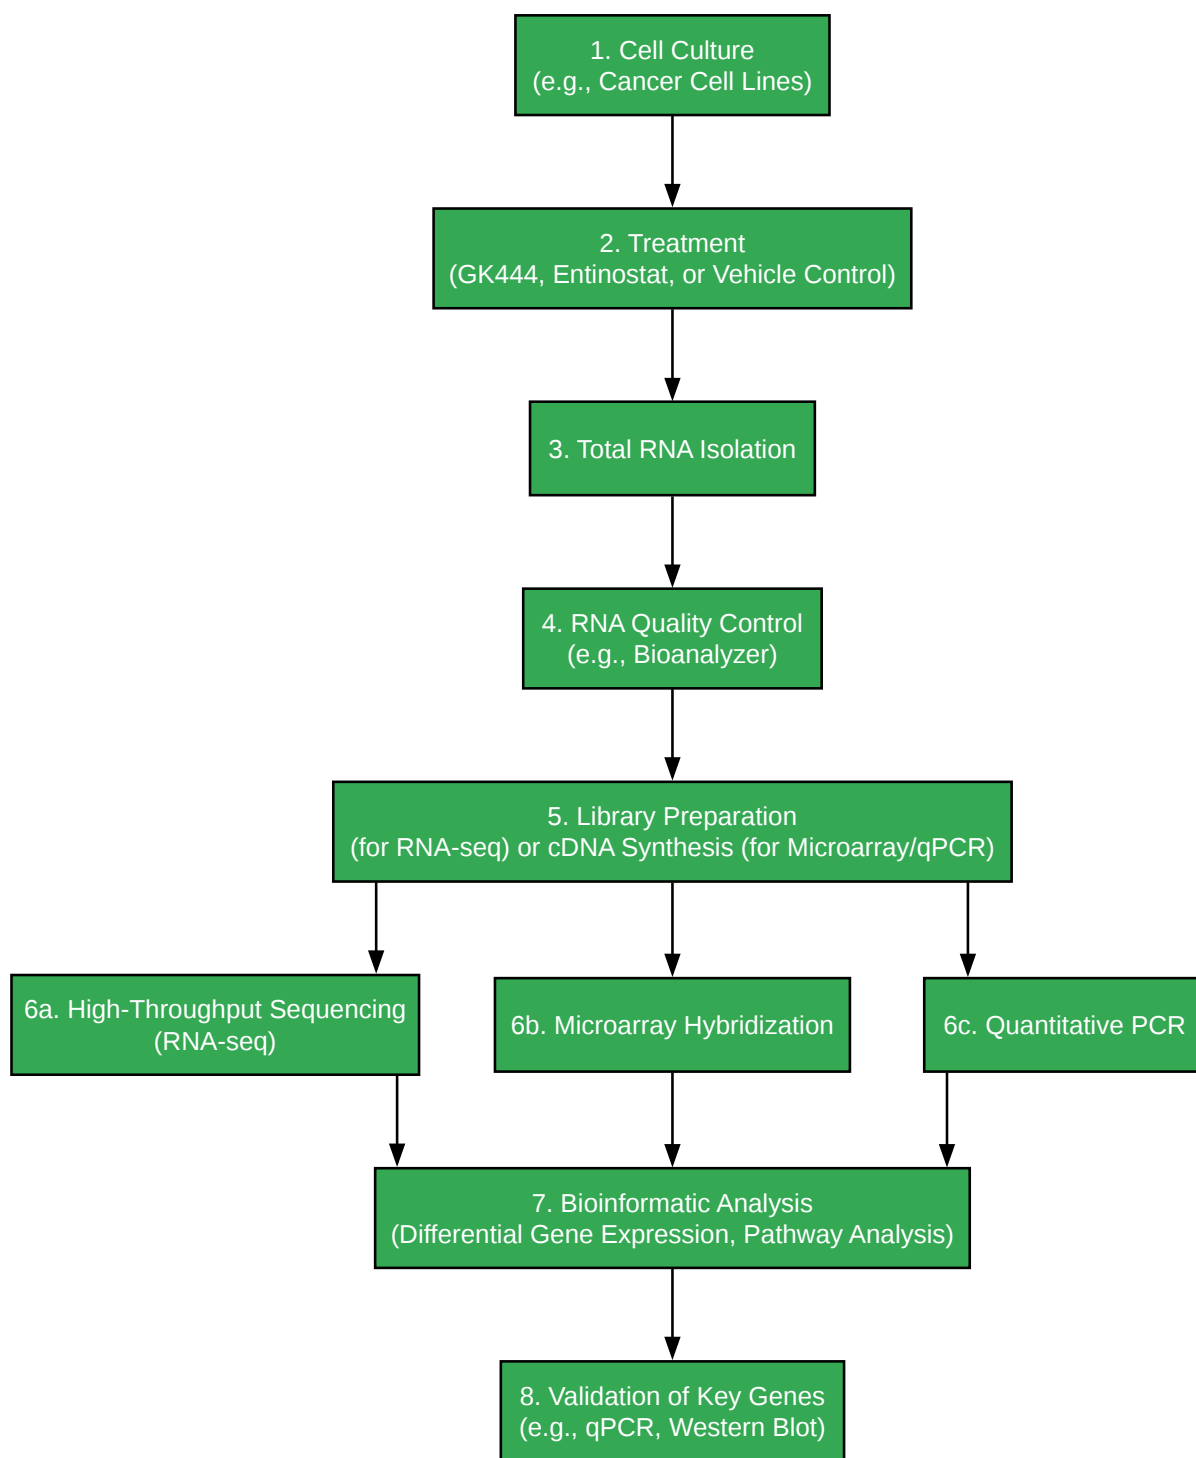 1. Cell Culture
(e.g., Cancer Cell Lines)
2. Treatment
(GK444, Entinostat, or Vehicle Control)
3. Total RNA Isolation
4. RNA Quality Control
(e.g., Bioanalyzer)
5. Library Preparation
(for RNA-seq) or cDNA Synthesis (for Microarray/qPCR)
6a. High-Throughput Sequencing
(RNA-seq)
6b. Microarray Hybridization
6c. Quantitative PCR
7. Bioinformatic Analysis
(Differential Gene Expression, Pathway Analysis)
8. Validation of Key Genes
(e.g., qPCR, Western Blot)